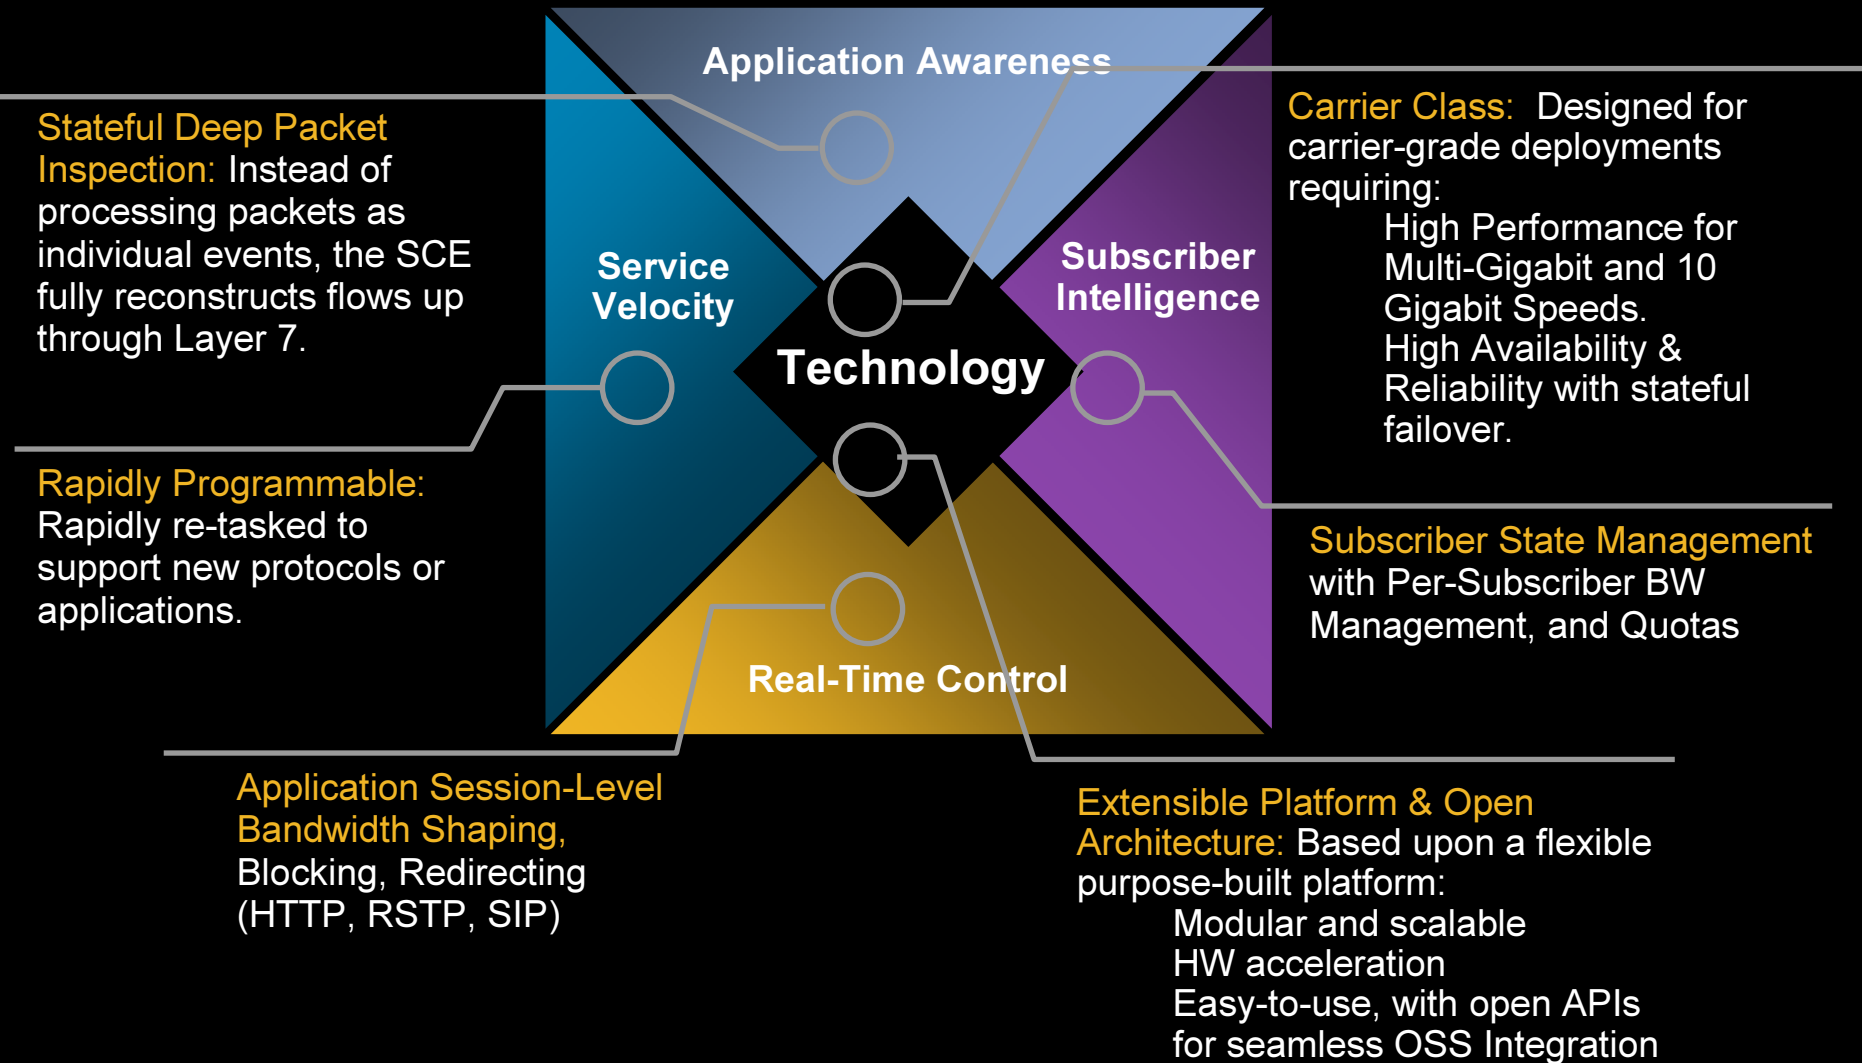 Application Awareness
Stateful Deep Packet
Inspection: Instead of
processing packets as
individual events, the SCE
fully reconstructs flows up
through Layer 7.
Carrier Class:  Designed for
carrier-grade deployments
requiring:
High Performance for
Multi-Gigabit and 10
Gigabit Speeds.
High Availability &
Reliability with stateful
failover.
Service
Velocity
Subscriber
Intelligence
Technology
Rapidly Programmable:
Rapidly re-tasked to
support new protocols or
applications.
Subscriber State Management
with Per-Subscriber BW
Management, and Quotas
Real-Time Control
Application Session-Level
Bandwidth Shaping,
Blocking, Redirecting
(HTTP, RSTP, SIP)
Extensible Platform & Open
Architecture: Based upon a flexible
purpose-built platform:
Modular and scalable
HW acceleration
Easy-to-use, with open APIs
for seamless OSS Integration